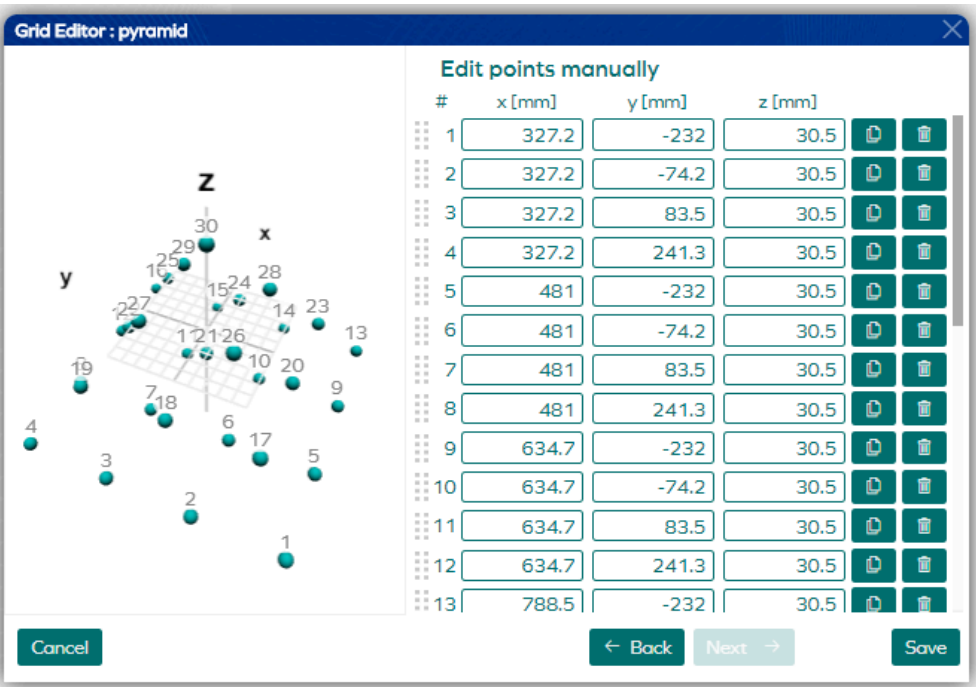 Grid Editor : pyramid
Edit points manually
# x [mm] y [mm] z [mm]
1 327.2 -232 30.5
2 327.2 -74.2 30.5
3 327.2 83.5 30.5
4 327.2 241.3 30.5
5 481 -232 30.5
6 481 -74.2 30.5
7 481 83.5 30.5
8 481 241.3 30.5
9 634.7 -232 30.5
10 634.7 -74.2 30.5
11 634.7 83.5 30.5
12 634.7 241.3 30.5
13 788.5 -232 30.5
z
30
x
29
25
16
28
y
24
15
23
27
14
13
21
26
10
20
19
9
7
18
6
4
17
5
3
2
1
Cancel
← Back
Next →
Save